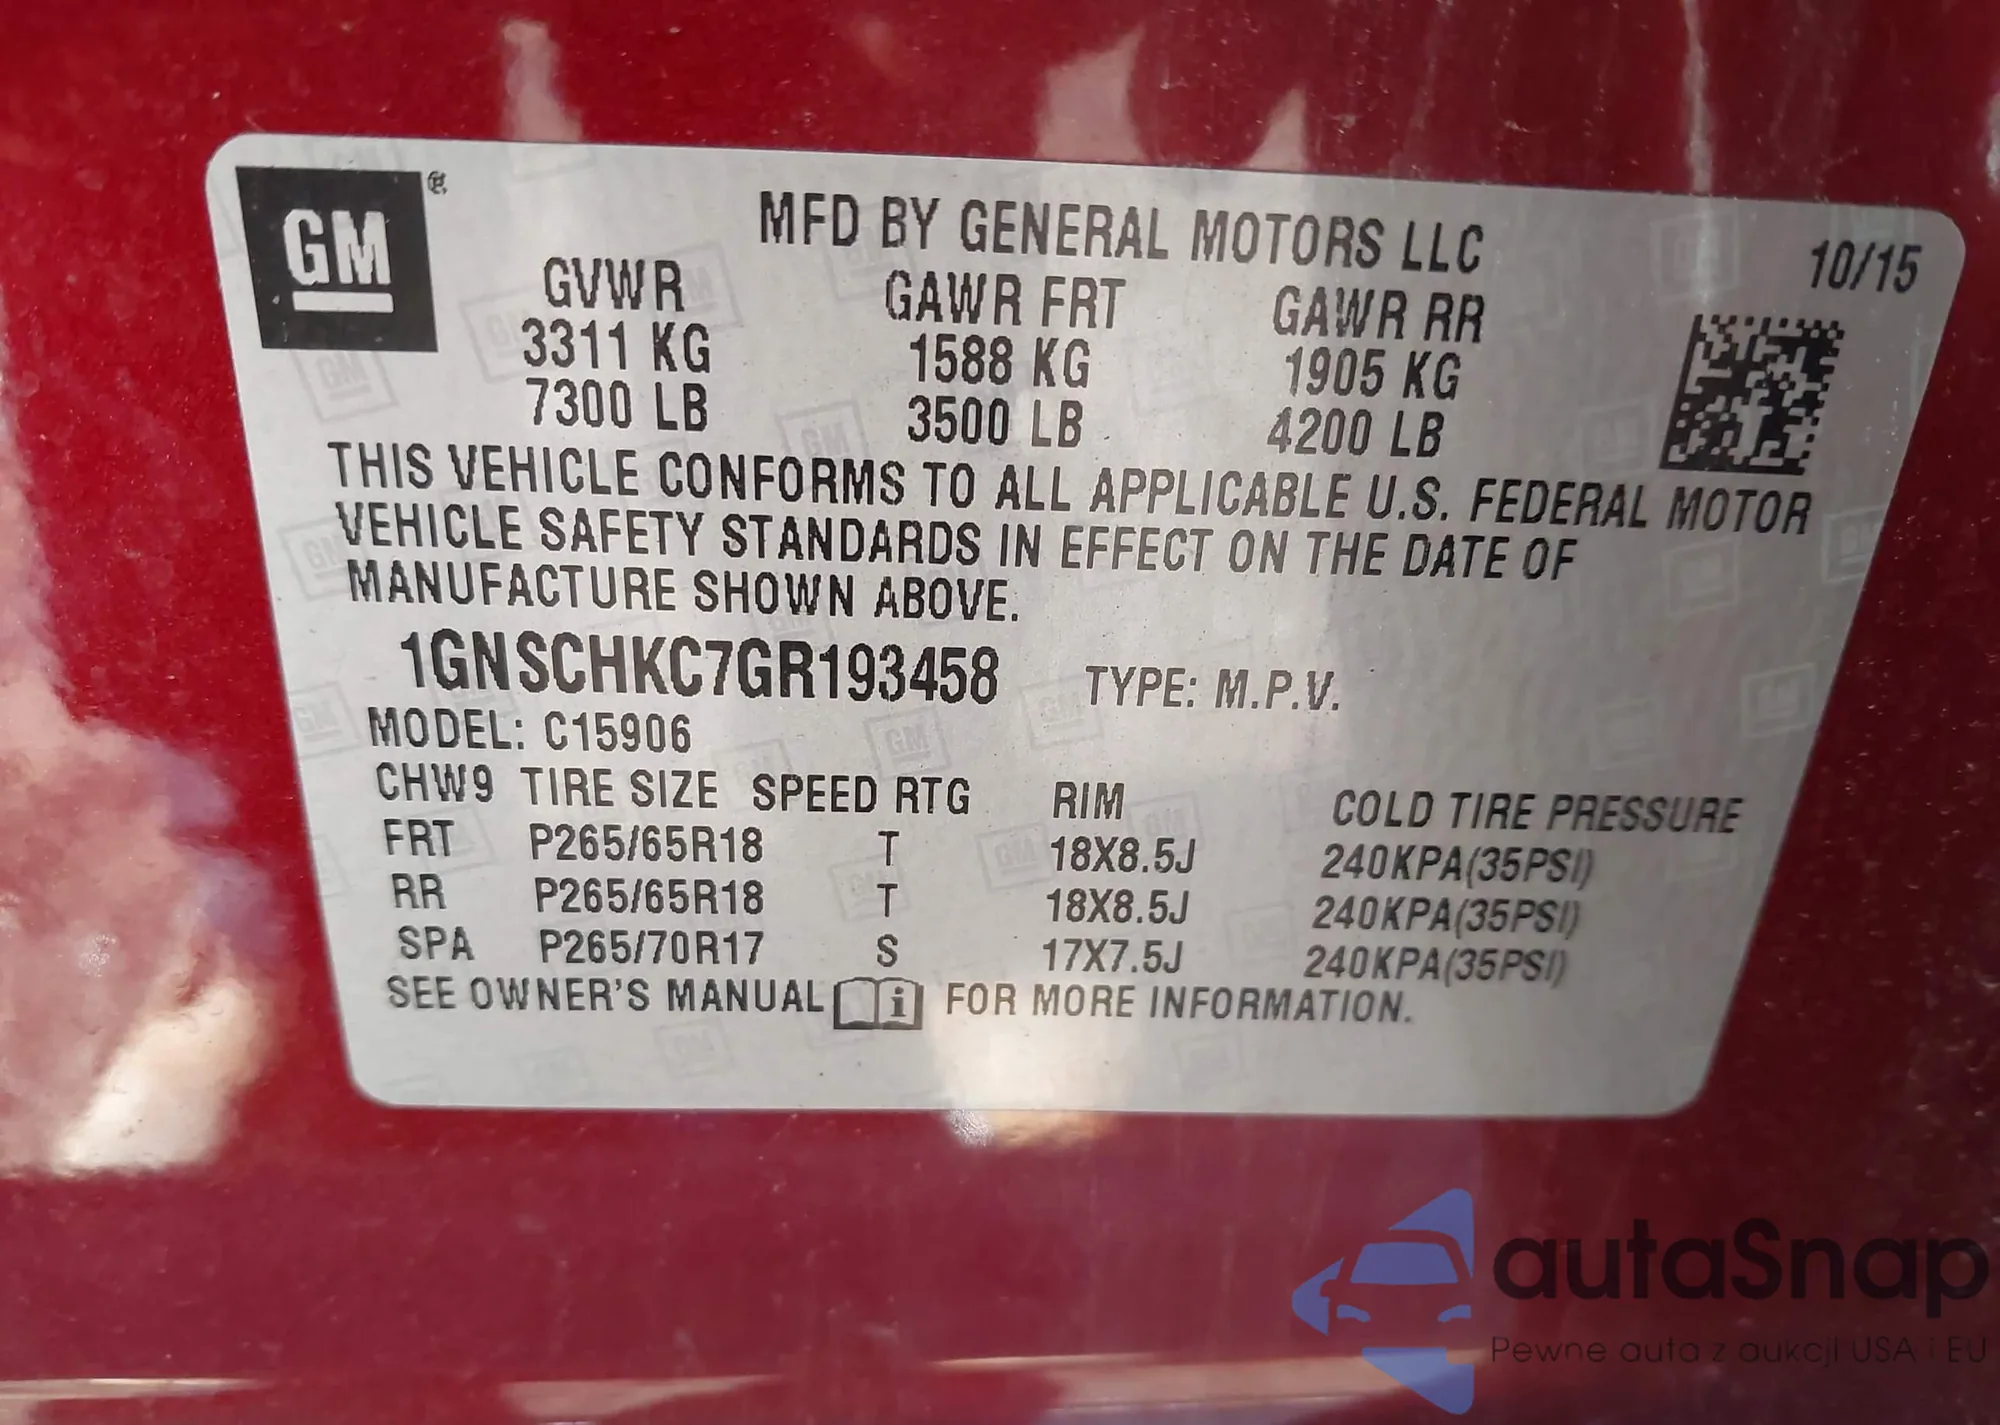 GM
MFD BY GENERAL MOTORS LLC
10/15
GVWR GAWR FRT GAWR RR
3311 KG 1588 KG 1905 KG
7300 LB 3500 LB 4200 LB
THIS VEHICLE CONFORMS TO ALL APPLICABLE U.S. FEDERAL MOTOR
VEHICLE SAFETY STANDARDS IN EFFECT ON THE DATE OF
MANUFACTURE SHOWN ABOVE.
1GNSCHKC7GR193458 TYPE: M.P.V.
MODEL: C15906
CHW9 TIRE SIZE SPEED RTG RIM COLD TIRE PRESSURE
FRT P265/65R18 T 18X8.5J 240KPA(35PSI)
RR P265/65R18 T 18X8.5J 240KPA(35PSI)
SPA P265/70R17 S 17X7.5J 240KPA(35PSI)
SEE OWNER'S MANUAL i FOR MORE INFORMATION.
autaSnap
Pewne auta z aukcji USA i EU